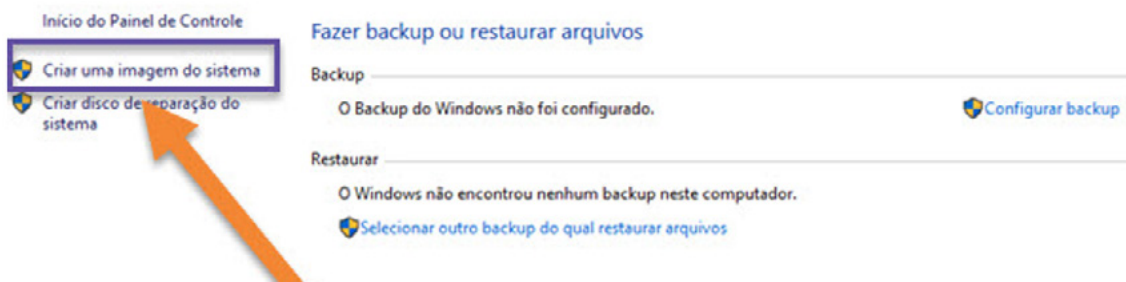 Início do Painel de Controle
Criar uma imagem do sistema
Criar disco de reparação do
sistema
Fazer backup ou restaurar arquivos
Backup
O Backup do Windows não foi configurado.
Configurar backup
Restaurar
O Windows não encontrou nenhum backup neste computador.
Selecionar outro backup do qual restaurar arquivos